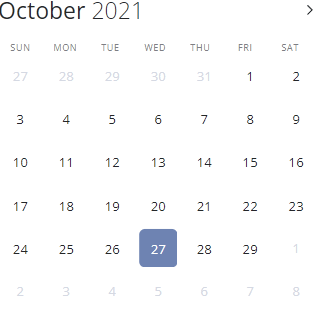 October 2021
SUN MON TUE WED THU FRI SAT
27 28 29 30 31 1 2
3 4 5 6 7 8 9
10 11 12 13 14 15 16
17 18 19 20 21 22 23
24 25 26 27 28 29 1
2 3 4 5 6 7 8